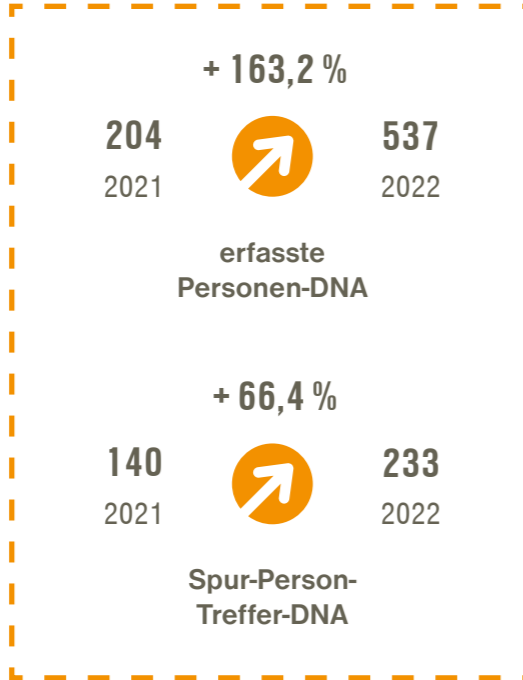 + 163,2 %
204 537
2021 2022
erfasste
Personen-DNA
+ 66,4 %
140 233
2021 2022
Spur-Person-
Treffer-DNA